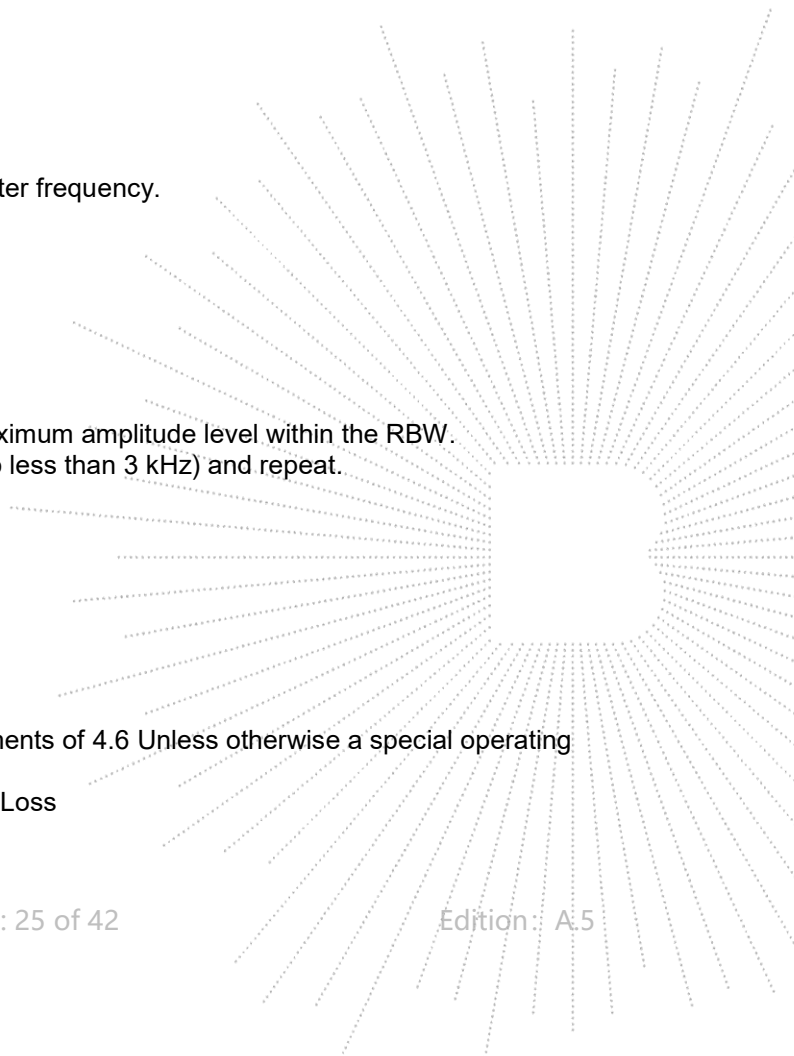 ter frequency.
ximum amplitude level within the RBW.
less than 3 kHz) and repeat.
ents of 4.6 Unless otherwise a special operating
Loss
: 25 of 42 Edition: A.5